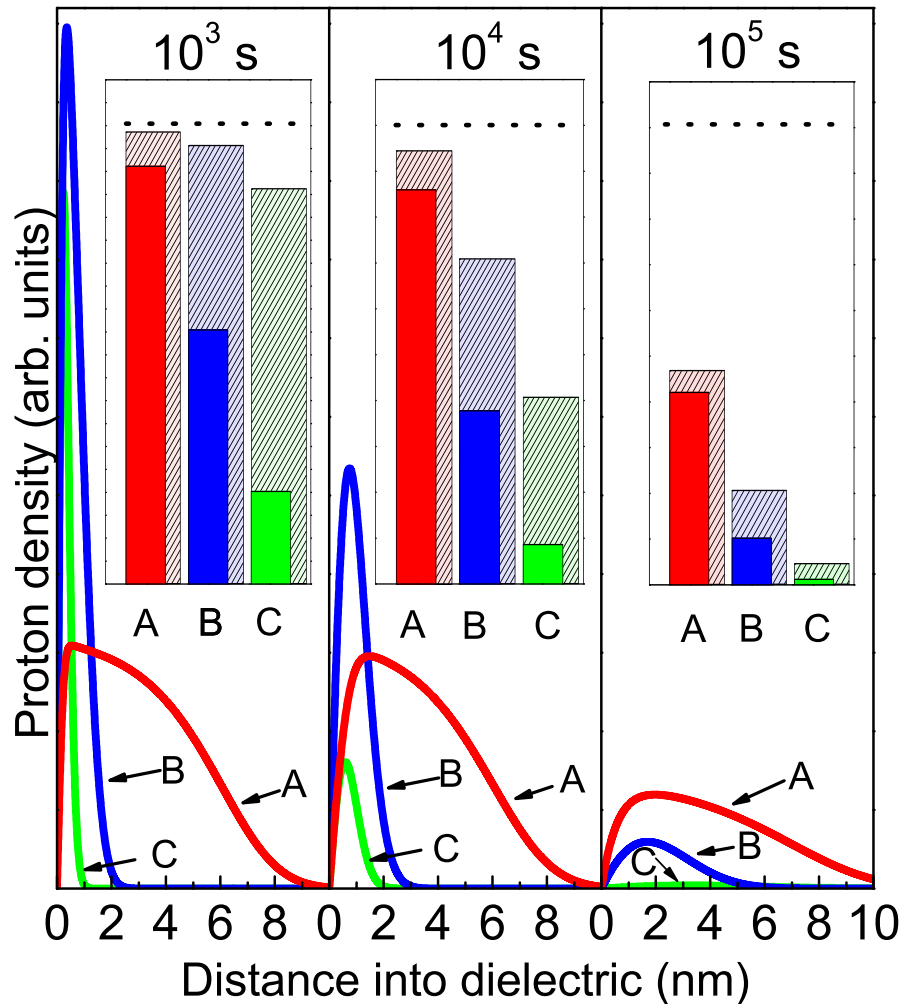 10³ s 10⁴ s 10⁵ s
Proton density (arb. units)
A B C A B C A B C
B A B A A
C C C B
0 2 4 6 8 0 2 4 6 8 0 2 4 6 8 10
Distance into dielectric (nm)